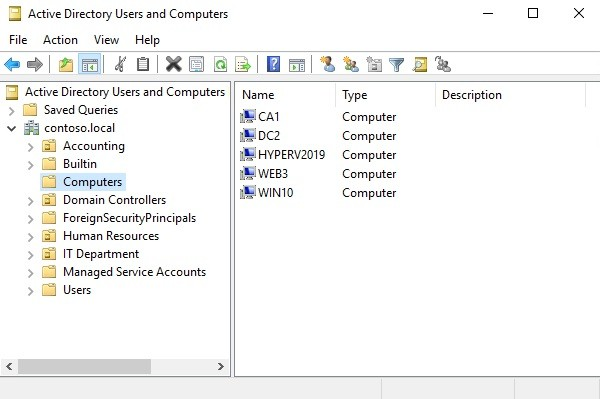 Active Directory Users and Computers
File Action View Help
Active Directory Users and Computers
Saved Queries
contoso.local
Accounting
Builtin
Computers
Domain Controllers
ForeignSecurityPrincipals
Human Resources
IT Department
Managed Service Accounts
Users
Name Type Description
CA1 Computer
DC2 Computer
HYPERV2019 Computer
WEB3 Computer
WIN10 Computer